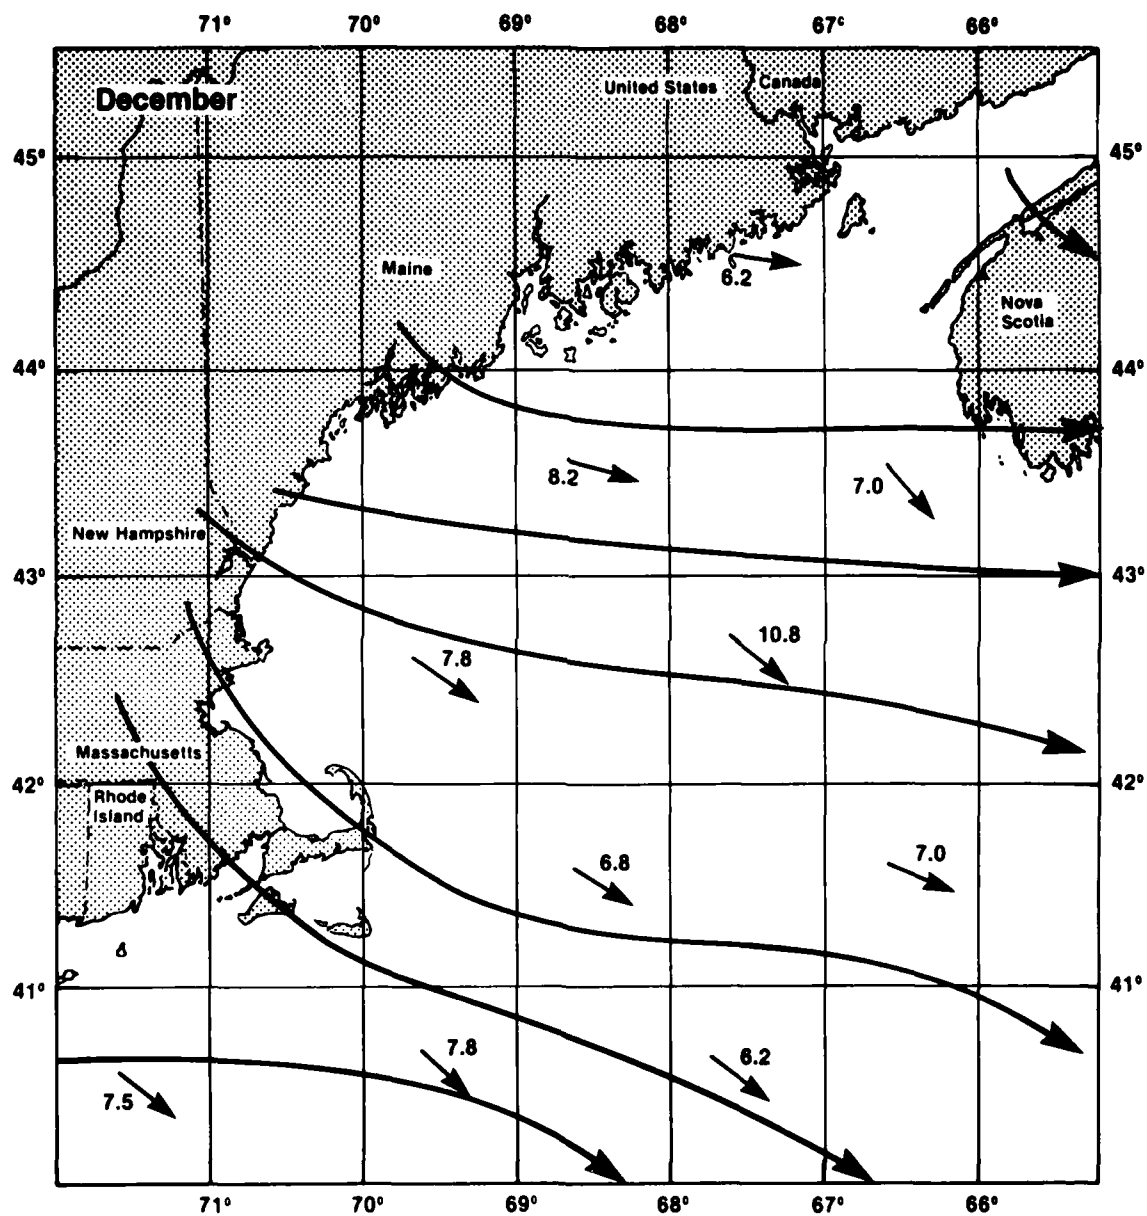 71° 70° 69° 68° 67° 66°
December
United States
Canada
45°
45°
Maine
6.2
Nova
Scotia
44°
44°
8.2
7.0
New Hampshire
43°
43°
10.8
7.8
Massachusetts
42°
42°
Rhode
Island
6.8
7.0
41°
41°
7.8
6.2
7.5
71° 70° 69° 68° 67° 66°